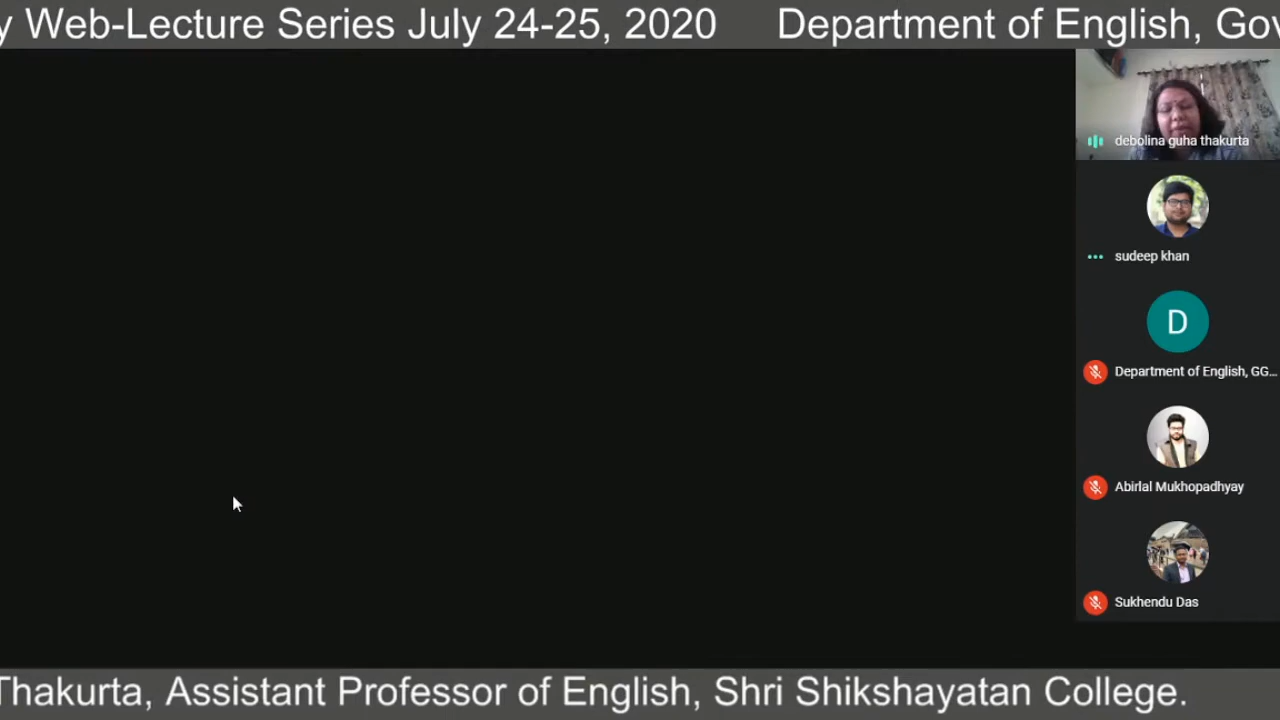 y Web-Lecture Series July 24-25, 2020 Department of English, Gov
debolina guha thakurta
sudeep khan
D
Department of English, GG...
Abirlal Mukhopadhyay
Sukhendu Das
Thakurta, Assistant Professor of English, Shri Shikshayatan College.